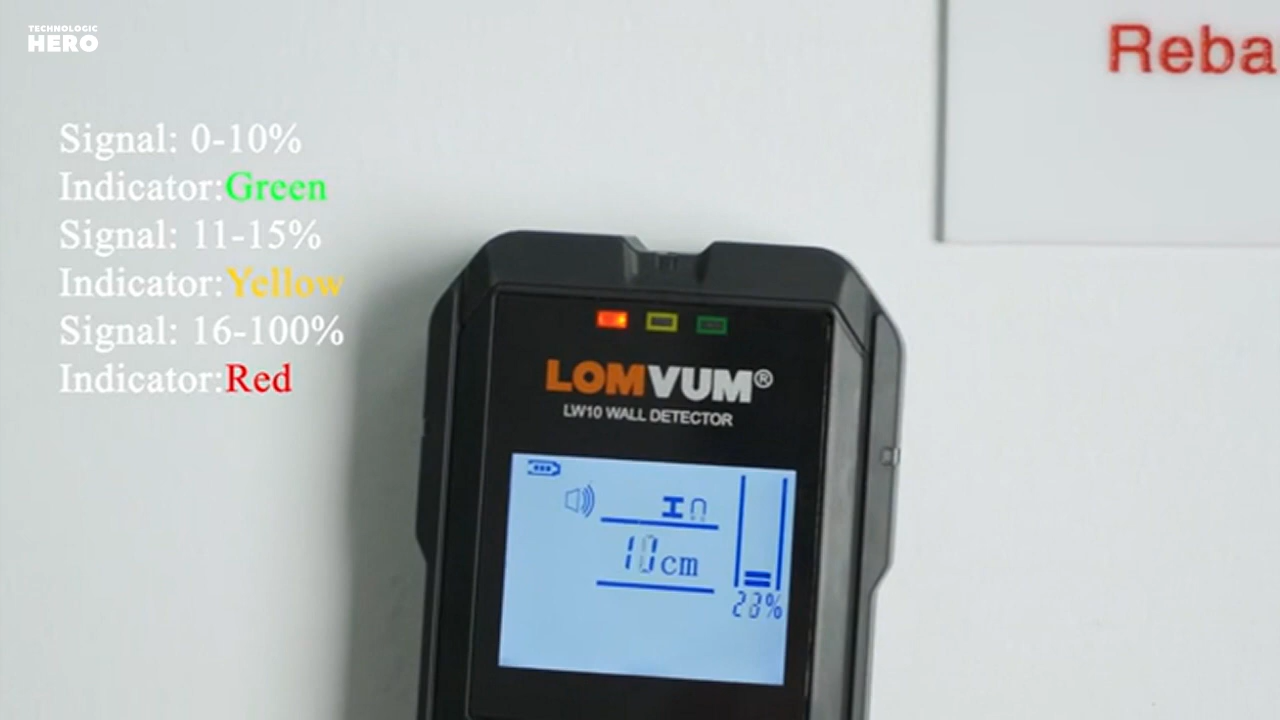 TECHNOLOGIC
HERO
Reba
Signal: 0-10%
Indicator:Green
Signal: 11-15%
Indicator:Yellow
Signal: 16-100%
Indicator:Red
LOMVUM®
LW10 WALL DETECTOR
10cm